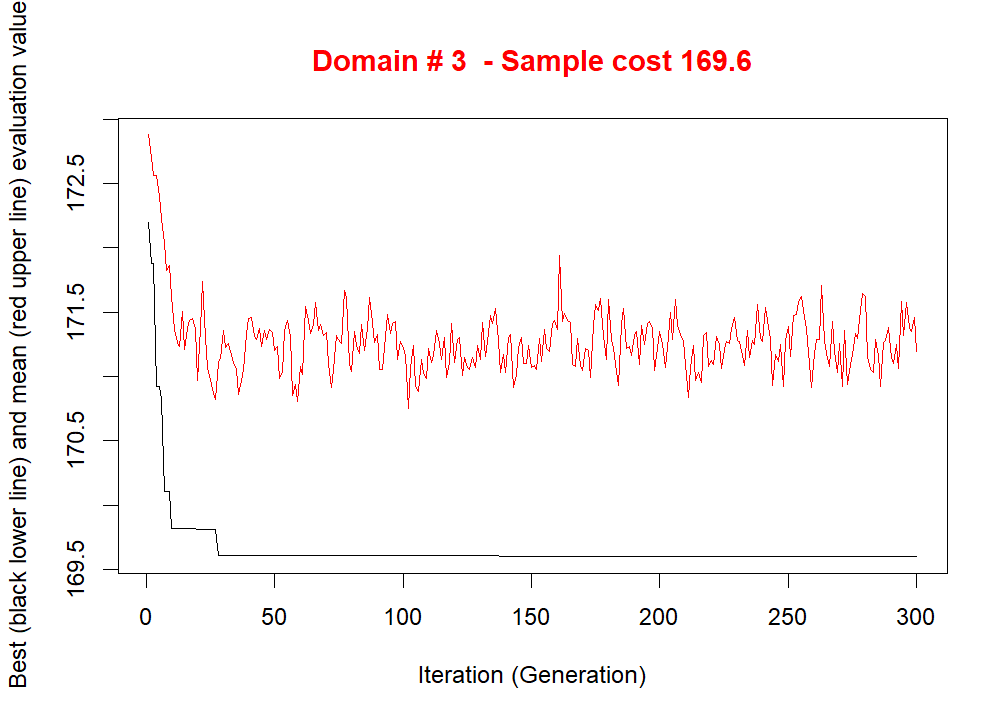 Domain # 3  - Sample cost 169.6
Best (black lower line) and mean (red upper line) evaluation value
172.5
171.5
170.5
169.5
0 50 100 150 200 250 300
Iteration (Generation)